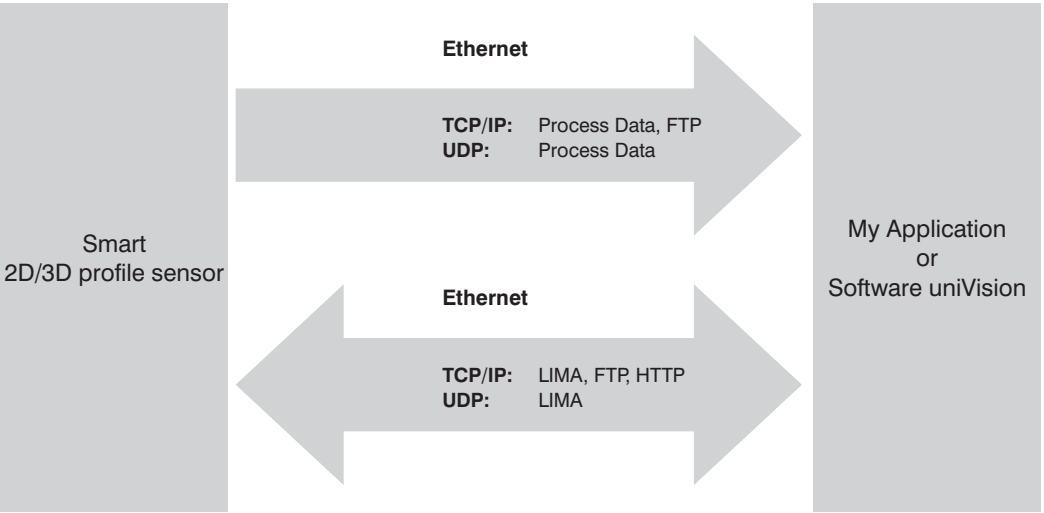 Smart
2D/3D profile sensor
Ethernet
TCP/IP: Process Data, FTP
UDP: Process Data
Ethernet
TCP/IP: LIMA, FTP, HTTP
UDP: LIMA
My Application
or
Software uniVision